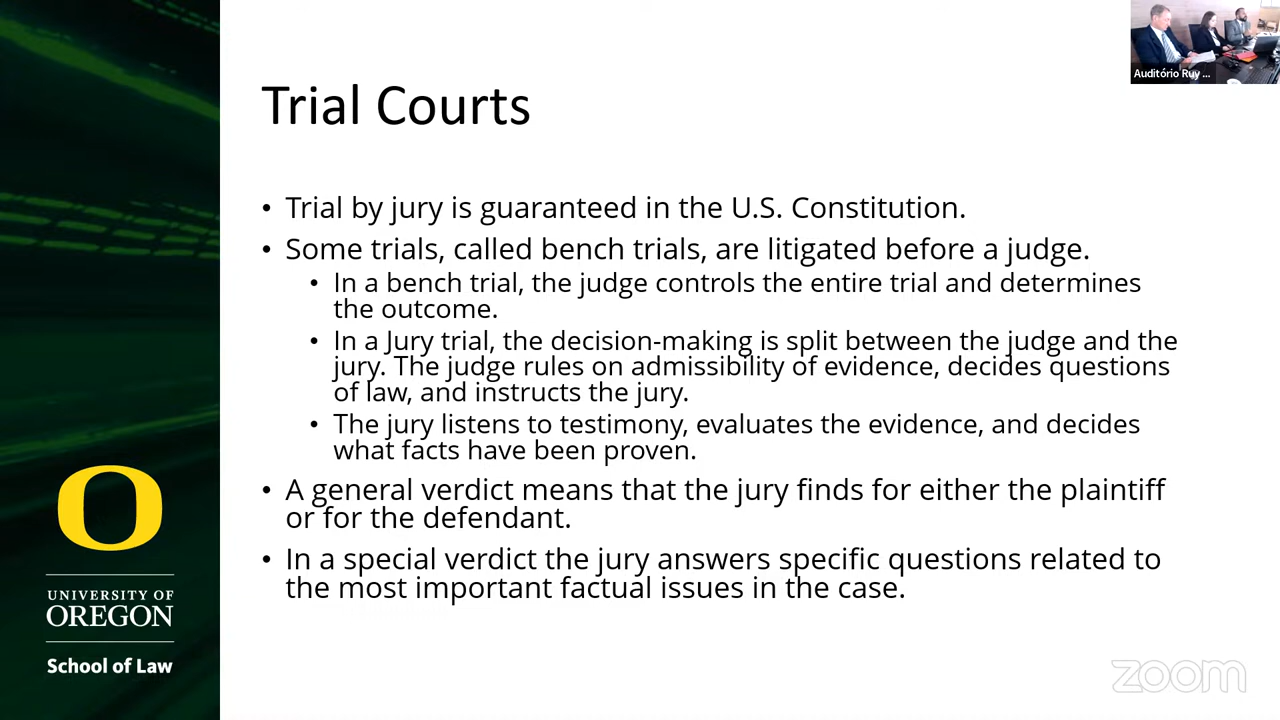 Auditório Ruy ...
Trial Courts
• Trial by jury is guaranteed in the U.S. Constitution.
• Some trials, called bench trials, are litigated before a judge.
• In a bench trial, the judge controls the entire trial and determines
the outcome.
• In a Jury trial, the decision-making is split between the judge and the
jury. The judge rules on admissibility of evidence, decides questions
of law, and instructs the jury.
• The jury listens to testimony, evaluates the evidence, and decides
what facts have been proven.
• A general verdict means that the jury finds for either the plaintiff
or for the defendant.
• In a special verdict the jury answers specific questions related to
the most important factual issues in the case.
O
UNIVERSITY OF
OREGON
School of Law
zoom